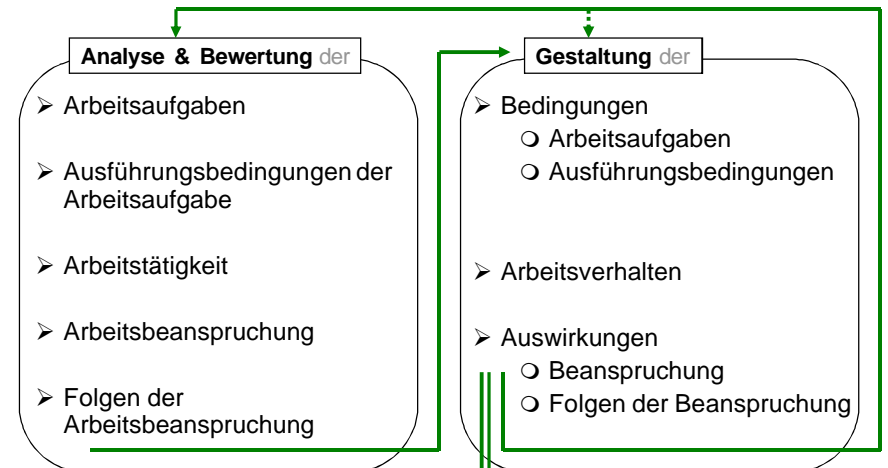 Analyse & Bewertung der
Arbeitsaufgaben
Ausführungsbedingungen der
Arbeitsaufgabe
Arbeitstätigkeit
Arbeitsbeanspruchung
Folgen der
Arbeitsbeanspruchung
Gestaltung der
Bedingungen
Arbeitsaufgaben
Ausführungsbedingungen
Arbeitsverhalten
Auswirkungen
Beanspruchung
Folgen der Beanspruchung